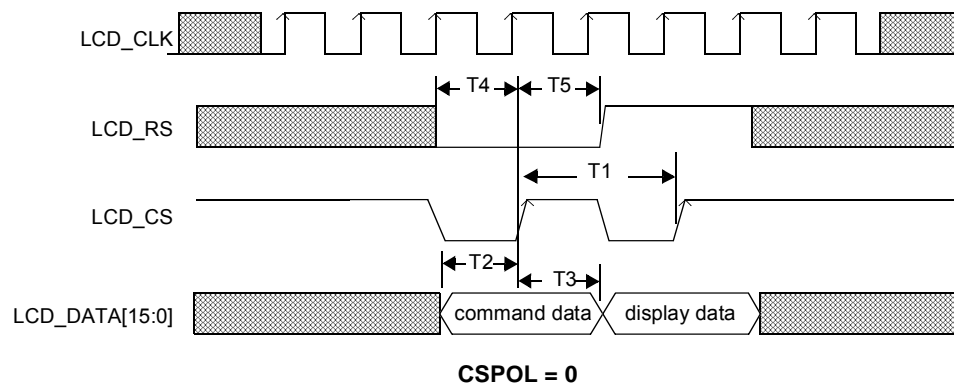 LCD_CLK
T4 T5
LCD_RS
T1
LCD_CS
T2 T3
LCD_DATA[15:0] command data display data
CSPOL = 0